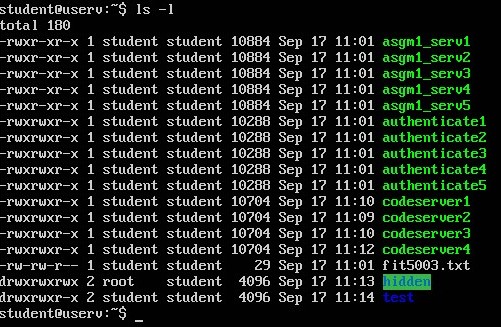 student@userv:~$ ls -l
total 180
-rwxr-xr-x 1 student student 10884 Sep 17 11:01 asgm1_serv1
-rwxr-xr-x 1 student student 10884 Sep 17 11:01 asgm1_serv2
-rwxr-xr-x 1 student student 10884 Sep 17 11:01 asgm1_serv3
-rwxr-xr-x 1 student student 10884 Sep 17 11:01 asgm1_serv4
-rwxr-xr-x 1 student student 10884 Sep 17 11:01 asgm1_serv5
-rwxrwxr-x 1 student student 10288 Sep 17 11:01 authenticate1
-rwxrwxr-x 1 student student 10288 Sep 17 11:01 authenticate2
-rwxrwxr-x 1 student student 10288 Sep 17 11:01 authenticate3
-rwxrwxr-x 1 student student 10288 Sep 17 11:01 authenticate4
-rwxrwxr-x 1 student student 10288 Sep 17 11:01 authenticate5
-rwxrwxr-x 1 student student 10704 Sep 17 11:10 codeserver1
-rwxrwxr-x 1 student student 10704 Sep 17 11:09 codeserver2
-rwxrwxr-x 1 student student 10704 Sep 17 11:10 codeserver3
-rwxrwxr-x 1 student student 10704 Sep 17 11:12 codeserver4
-rw-rw-r-- 1 student student 29 Sep 17 11:01 fit5003.txt
drwxrwxrwx 2 root student 4096 Sep 17 11:13 hidden
drwxrwxr-x 2 student student 4096 Sep 17 11:14 test
student@userv:~$ _